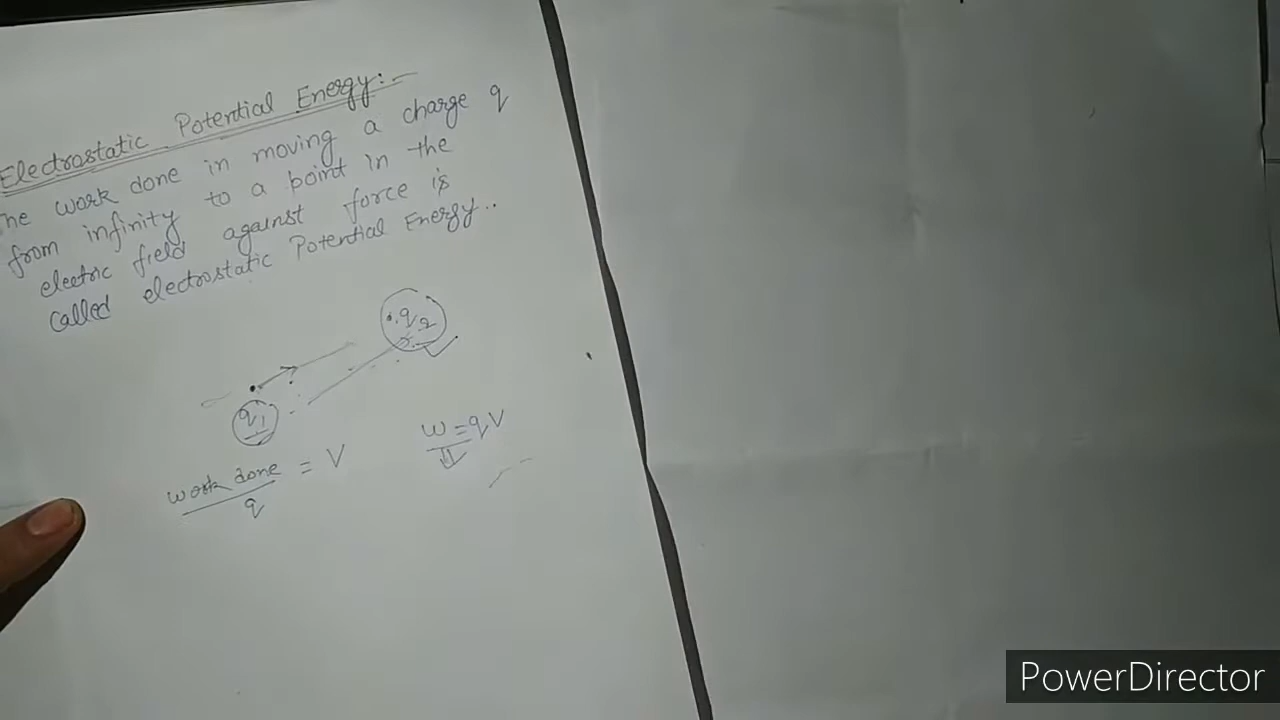 Electrostatic Potential Energy:-
The work done in moving a charge q
from infinity to a point in the
electric field against force is
called electrostatic Potential Energy..
q2
q1
work done / q = V
w = qV
PowerDirector